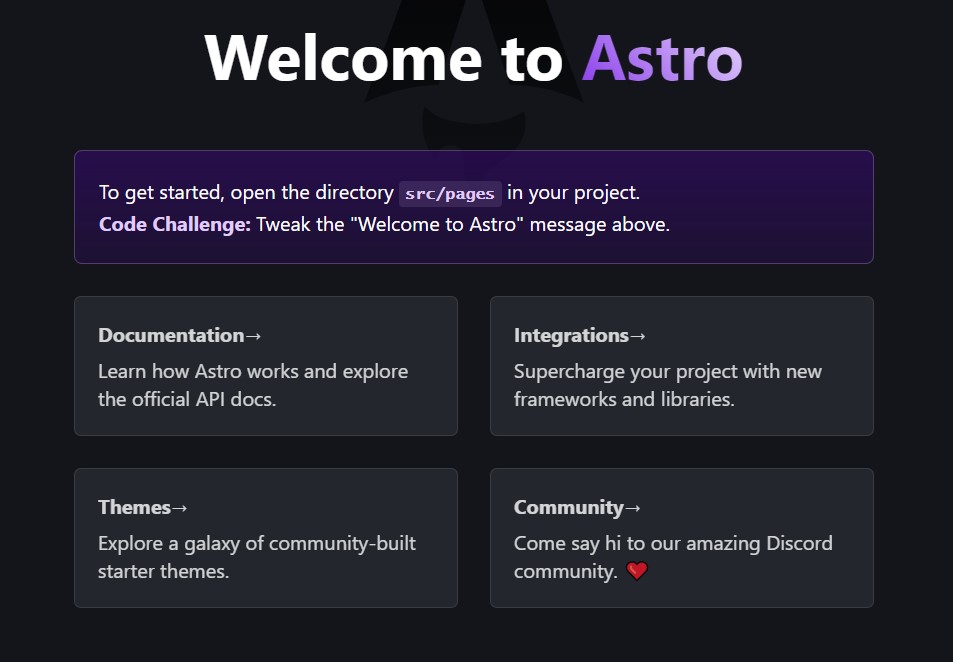 Welcome to Astro
To get started, open the directory src/pages in your project.
Code Challenge: Tweak the "Welcome to Astro" message above.
Documentation→
Learn how Astro works and explore
the official API docs.
Integrations→
Supercharge your project with new
frameworks and libraries.
Themes→
Explore a galaxy of community-built
starter themes.
Community→
Come say hi to our amazing Discord
community. ❤️